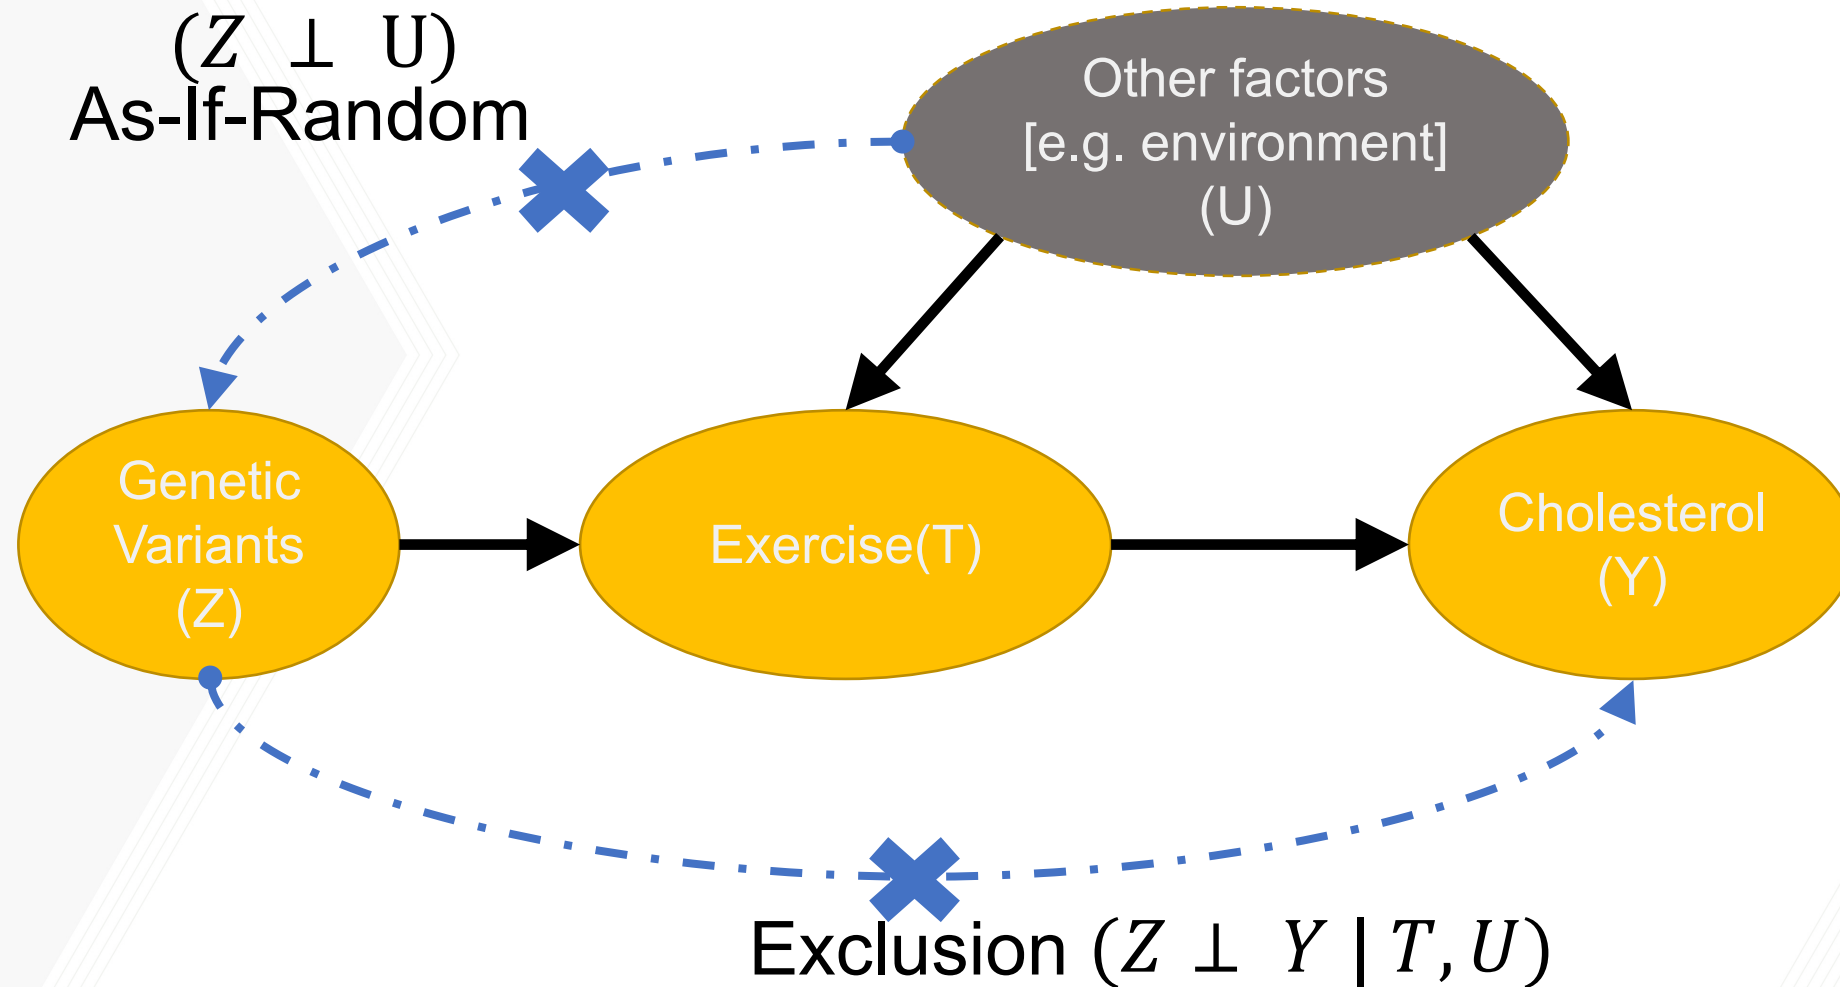 (𝑍 ⊥ U)
As-If-Random
Other factors
[e.g. environment]
(U)
Genetic
Variants
(Z)
Exercise(T)
Cholesterol
(Y)
Exclusion (𝑍 ⊥ 𝑌 | 𝑇, 𝑈)